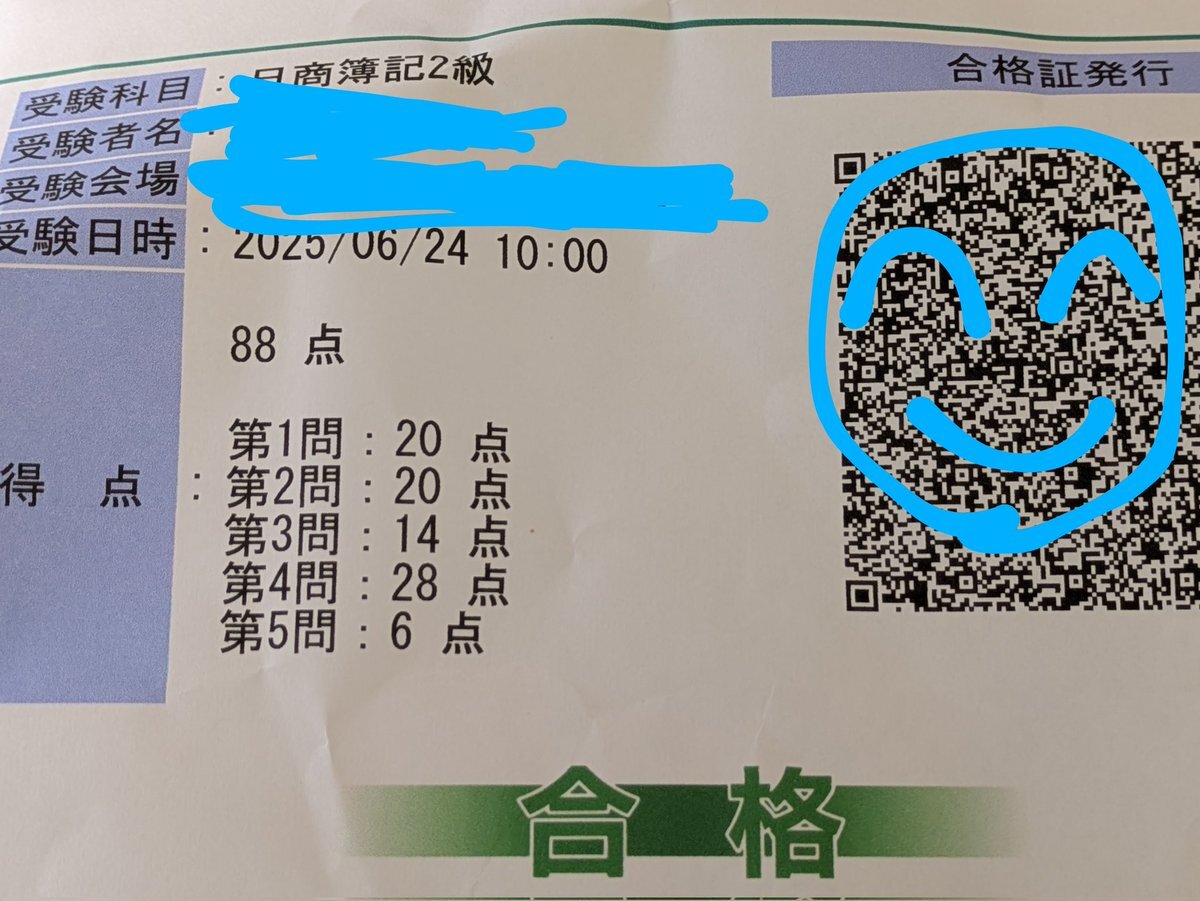 受験科目 : 日商簿記2級
受験者名 :
受験会場
受験日時 : 2025/06/24 10:00
得 点 : 88 点
第1問 : 20 点
第2問 : 20 点
第3問 : 14 点
第4問 : 28 点
第5問 : 6 点
合格証発行
合 格